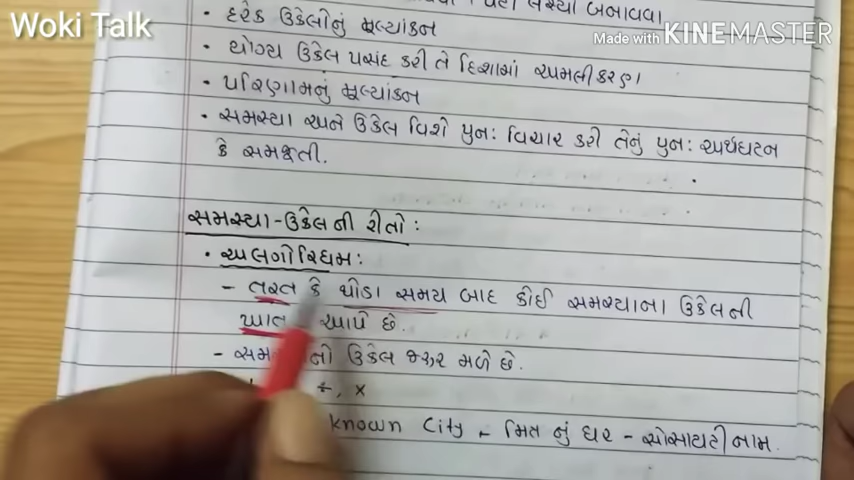 Woki Talk
Made with KINEMASTER
બનાવવા
• દરેક ઉકેલોનું મૂલ્યાંકન
• યોગ્ય ઉકેલ પસંદ કરી તે દિશામાં અમલીકરણ
• પરિણામનું મૂલ્યાંકન
• સમસ્યા અને ઉકેલ વિશે પુનઃ વિચાર કરી તેનું પુનઃ અર્થઘટન
કે સમજૂતી.
સમસ્યા-ઉકેલ ની રીતો :
• અલગોરિધમ :
- તરત કે થોડા સમય બાદ કોઈ સમસ્યાના ઉકેલની
આપે છે.
ઉકેલ જરૂર મળે છે.
÷, x
known City - મિત્ર નું ઘર - સોસાયટી નામ.